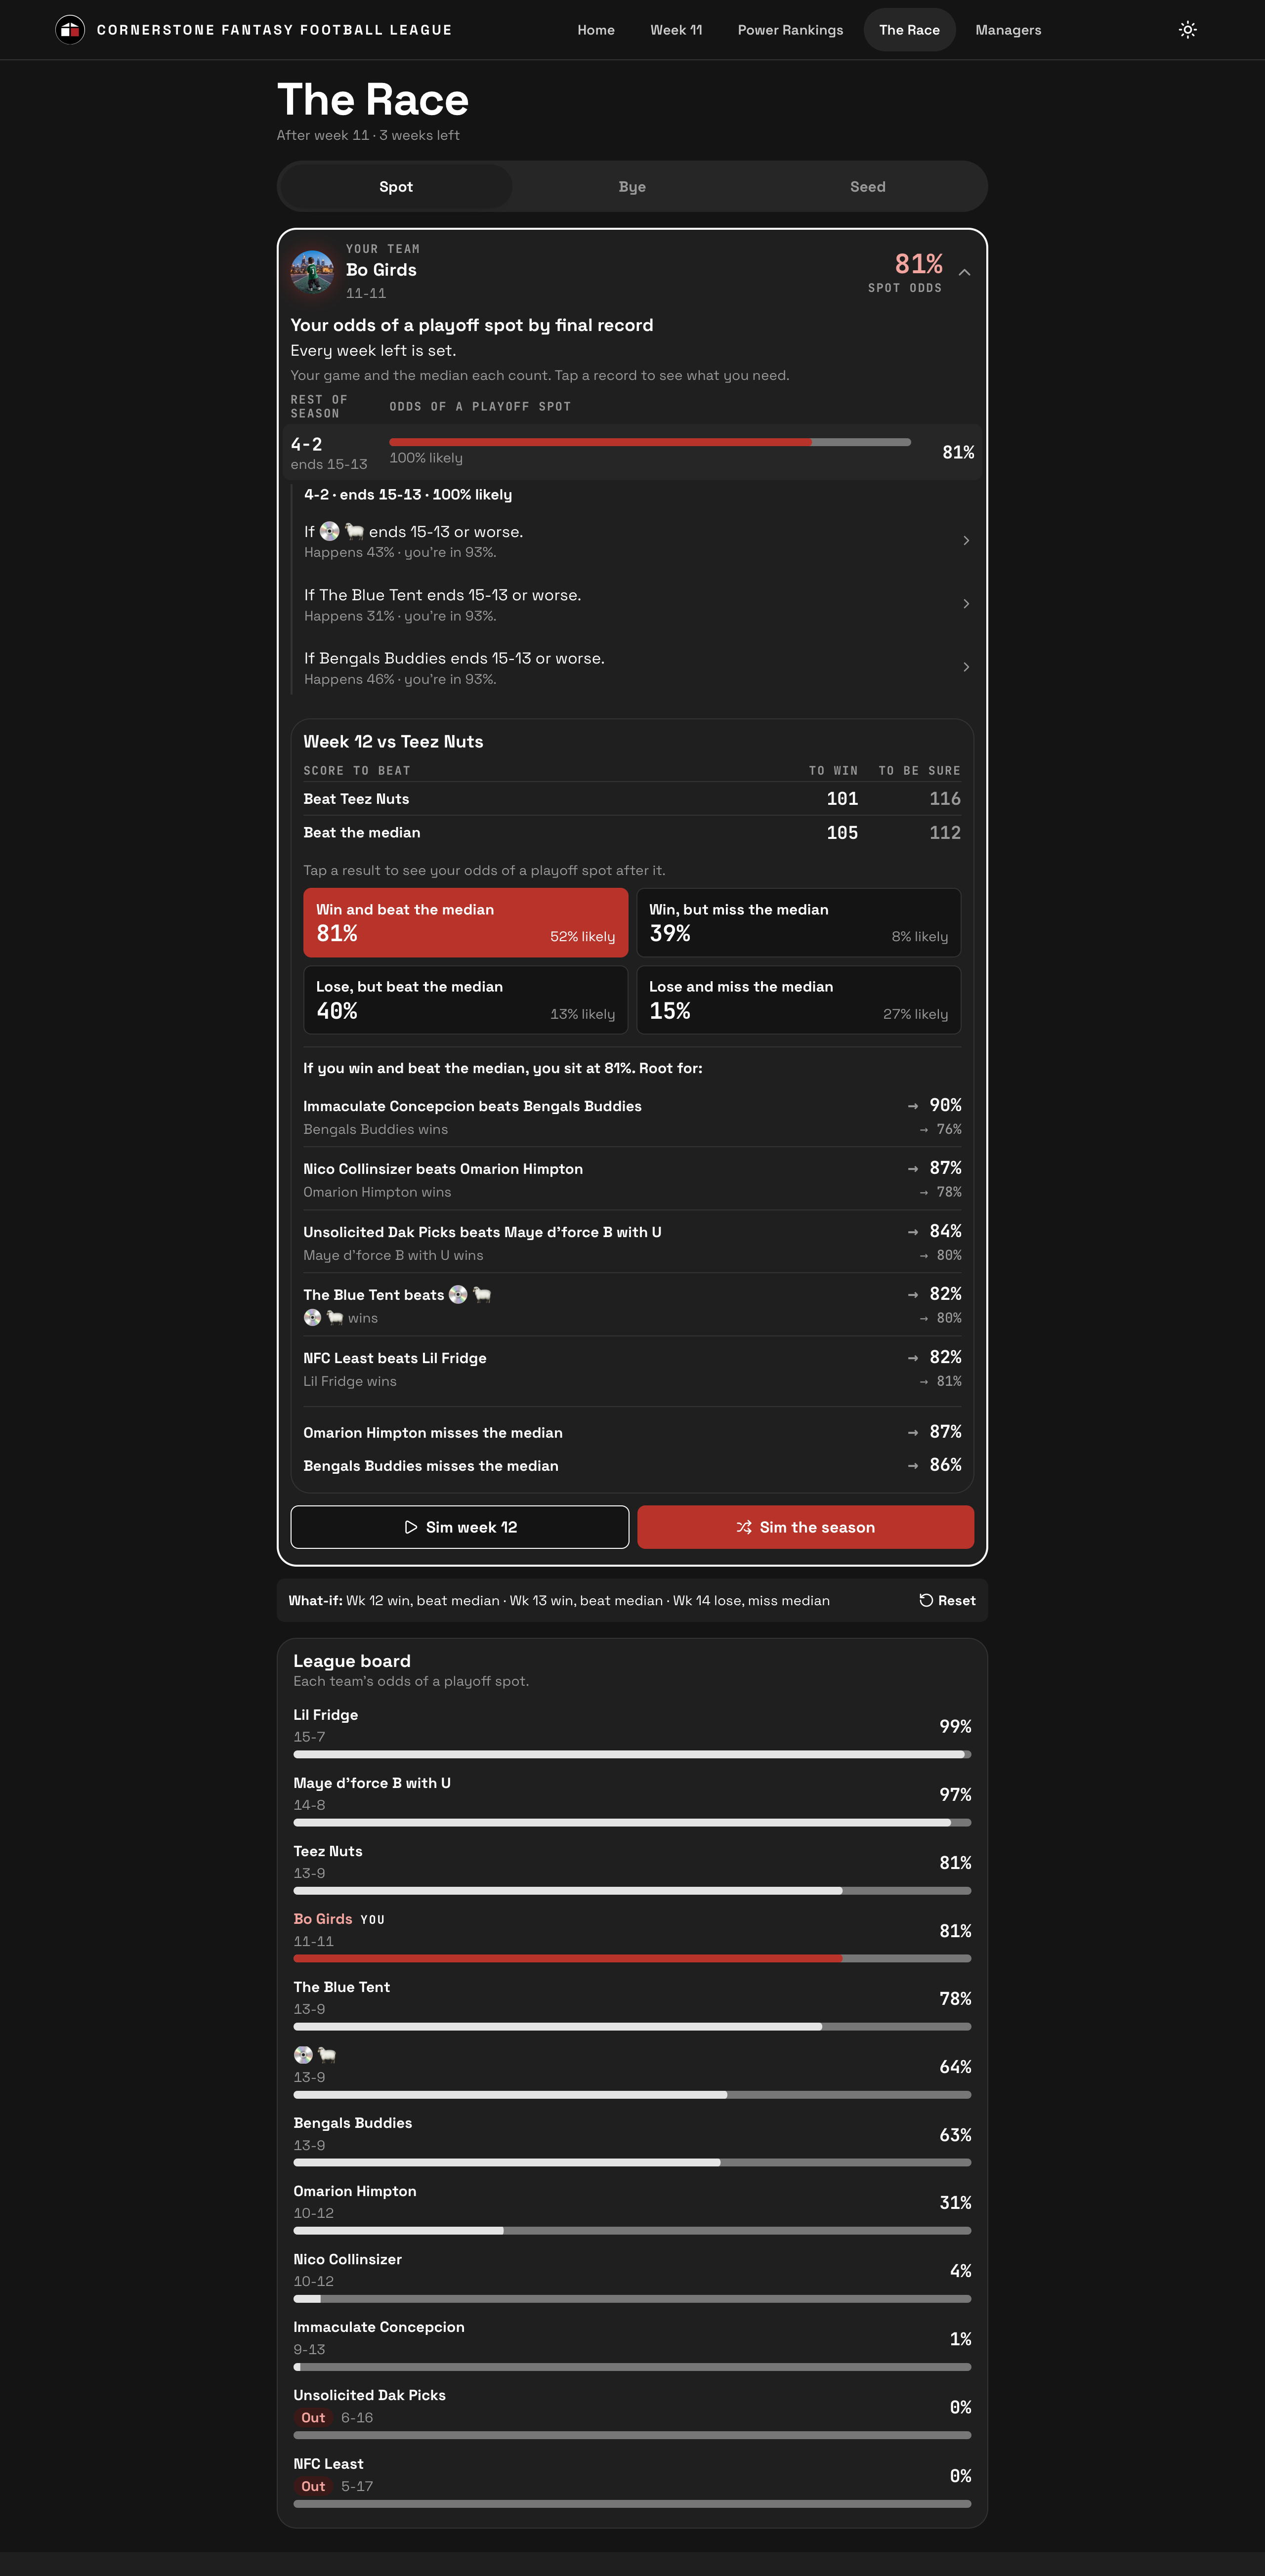 CORNERSTONE FANTASY FOOTBALL LEAGUE
Home
Week 11
Power Rankings
The Race
Managers
The Race
After week 11 · 3 weeks left
Spot
Bye
Seed
YOUR TEAM
Bo Girds
11-11
81%
SPOT ODDS
Your odds of a playoff spot by final record
Every week left is set.
Your game and the median each count. Tap a record to see what you need.
REST OF SEASON
ODDS OF A PLAYOFF SPOT
4-2
ends 15-13
100% likely
81%
4-2 · ends 15-13 · 100% likely
If 💿 🐑 ends 15-13 or worse.
Happens 43% · you're in 93%.
If The Blue Tent ends 15-13 or worse.
Happens 31% · you're in 93%.
If Bengals Buddies ends 15-13 or worse.
Happens 46% · you're in 93%.
Week 12 vs Teez Nuts
SCORE TO BEAT TO WIN TO BE SURE
Beat Teez Nuts 101 116
Beat the median 105 112
Tap a result to see your odds of a playoff spot after it.
Win and beat the median
81% 52% likely
Win, but miss the median
39% 8% likely
Lose, but beat the median
40% 13% likely
Lose and miss the median
15% 27% likely
If you win and beat the median, you sit at 81%. Root for:
Immaculate Concepcion beats Bengals Buddies → 90%
Bengals Buddies wins → 76%
Nico Collinsizer beats Omarion Himpton → 87%
Omarion Himpton wins → 78%
Unsolicited Dak Picks beats Maye d'force B with U → 84%
Maye d'force B with U wins → 80%
The Blue Tent beats 💿 🐑 → 82%
💿 🐑 wins → 80%
NFC Least beats Lil Fridge → 82%
Lil Fridge wins → 81%
Omarion Himpton misses the median → 87%
Bengals Buddies misses the median → 86%
Sim week 12
Sim the season
What-if: Wk 12 win, beat median · Wk 13 win, beat median · Wk 14 lose, miss median
Reset
League board
Each team's odds of a playoff spot.
Lil Fridge
15-7
99%
Maye d'force B with U
14-8
97%
Teez Nuts
13-9
81%
Bo Girds YOU
11-11
81%
The Blue Tent
13-9
78%
💿 🐑
13-9
64%
Bengals Buddies
13-9
63%
Omarion Himpton
10-12
31%
Nico Collinsizer
10-12
4%
Immaculate Concepcion
9-13
1%
Unsolicited Dak Picks
Out 6-16
0%
NFC Least
Out 5-17
0%